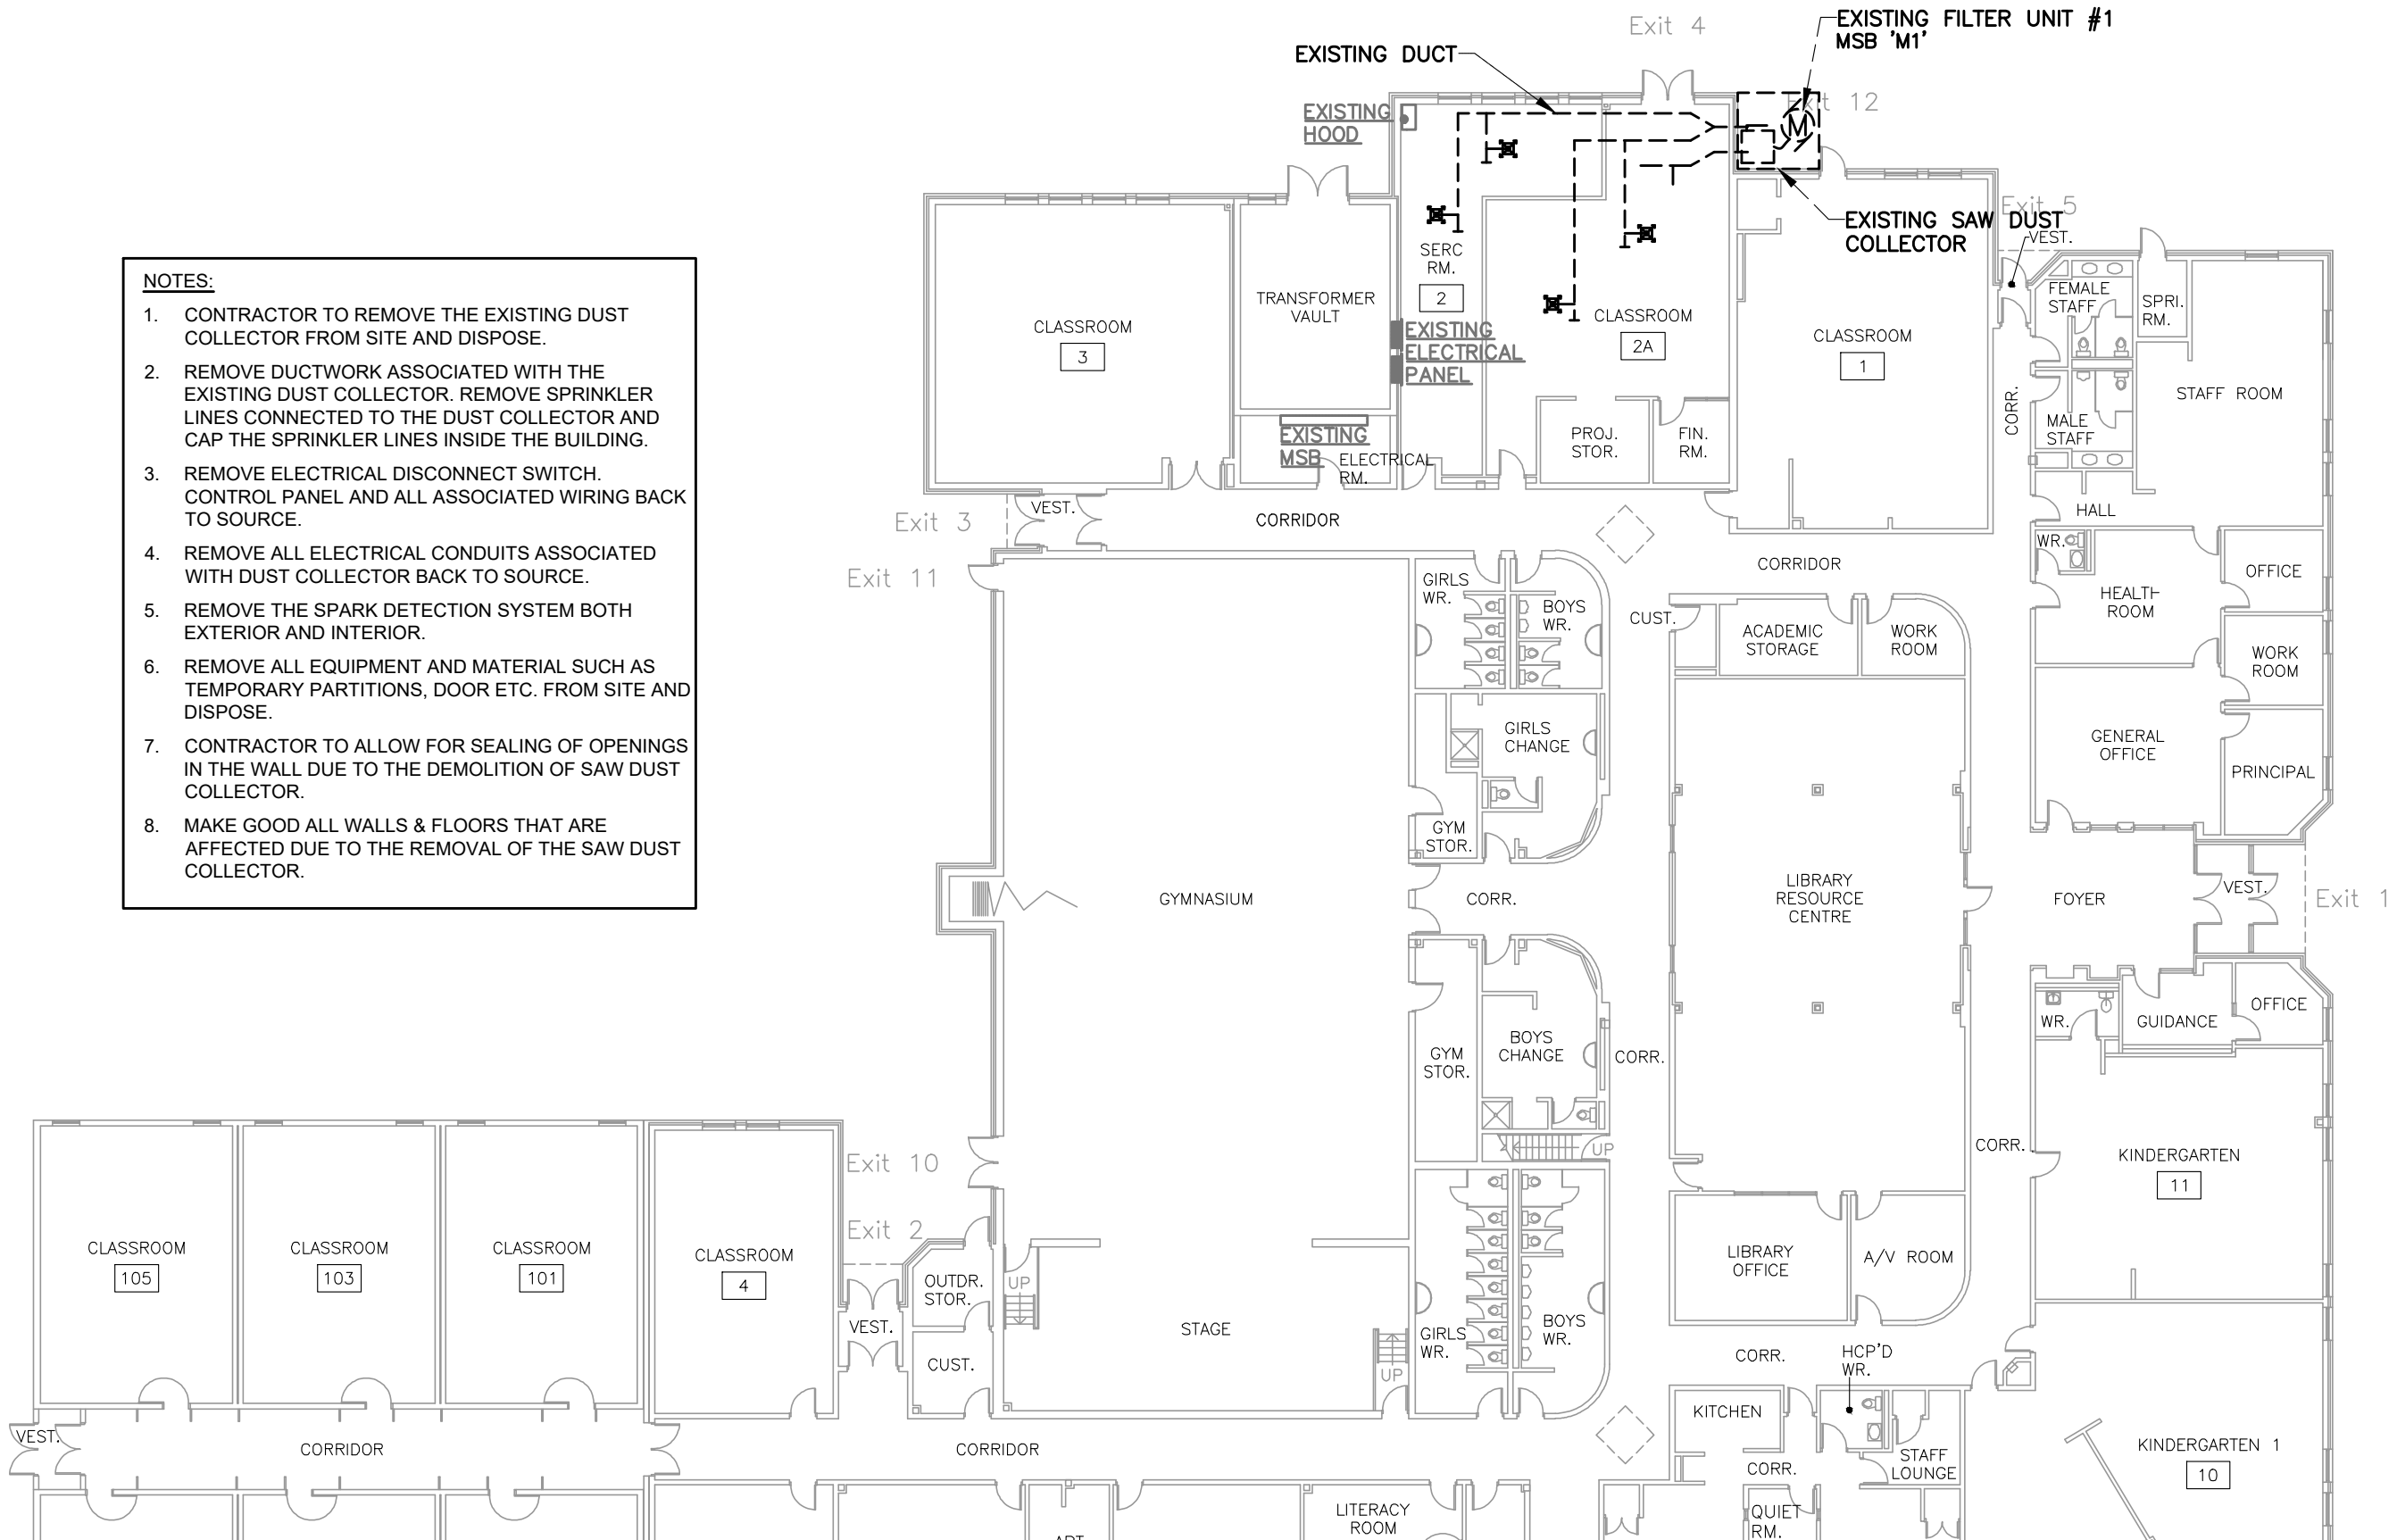 Exit 4
EXISTING FILTER UNIT #1
MSB 'M1'
EXISTING DUCT
Exit 12
EXISTING
HOOD
EXISTING SAW DUST
COLLECTOR
Exit 5
VEST.
NOTES:
1. CONTRACTOR TO REMOVE THE EXISTING DUST
COLLECTOR FROM SITE AND DISPOSE.
2. REMOVE DUCTWORK ASSOCIATED WITH THE
EXISTING DUST COLLECTOR. REMOVE SPRINKLER
LINES CONNECTED TO THE DUST COLLECTOR AND
CAP THE SPRINKLER LINES INSIDE THE BUILDING.
3. REMOVE ELECTRICAL DISCONNECT SWITCH.
CONTROL PANEL AND ALL ASSOCIATED WIRING BACK
TO SOURCE.
4. REMOVE ALL ELECTRICAL CONDUITS ASSOCIATED
WITH DUST COLLECTOR BACK TO SOURCE.
5. REMOVE THE SPARK DETECTION SYSTEM BOTH
EXTERIOR AND INTERIOR.
6. REMOVE ALL EQUIPMENT AND MATERIAL SUCH AS
TEMPORARY PARTITIONS, DOOR ETC. FROM SITE AND
DISPOSE.
7. CONTRACTOR TO ALLOW FOR SEALING OF OPENINGS
IN THE WALL DUE TO THE DEMOLITION OF SAW DUST
COLLECTOR.
8. MAKE GOOD ALL WALLS & FLOORS THAT ARE
AFFECTED DUE TO THE REMOVAL OF THE SAW DUST
COLLECTOR.
M
CLASSROOM
3
TRANSFORMER
VAULT
SERC
RM.
2
EXISTING
ELECTRICAL
PANEL
CLASSROOM
2A
CLASSROOM
1
FEMALE
STAFF
SPRI.
RM.
CORR.
STAFF ROOM
MALE
STAFF
EXISTING
MSB
ELECTRICAL
RM.
PROJ.
STOR.
FIN.
RM.
HALL
Exit 3
VEST.
CORRIDOR
WR.
CORRIDOR
OFFICE
Exit 11
GIRLS
WR.
BOYS
WR.
CUST.
ACADEMIC
STORAGE
WORK
ROOM
HEALTH
ROOM
WORK
ROOM
GIRLS
CHANGE
GENERAL
OFFICE
PRINCIPAL
GYM
STOR.
GYMNASIUM
CORR.
LIBRARY
RESOURCE
CENTRE
FOYER
VEST.
Exit 1
GYM
STOR.
BOYS
CHANGE
CORR.
WR.
GUIDANCE
OFFICE
UP
CORR.
KINDERGARTEN
11
Exit 10
Exit 2
CLASSROOM
105
CLASSROOM
103
CLASSROOM
101
CLASSROOM
4
OUTDR.
STOR.
UP
VEST.
CUST.
STAGE
UP
GIRLS
WR.
BOYS
WR.
LIBRARY
OFFICE
A/V ROOM
CORR.
HCP'D
WR.
KITCHEN
VEST.
CORRIDOR
CORRIDOR
CORR.
STAFF
LOUNGE
KINDERGARTEN 1
10
LITERACY
ROOM
QUIET
RM.